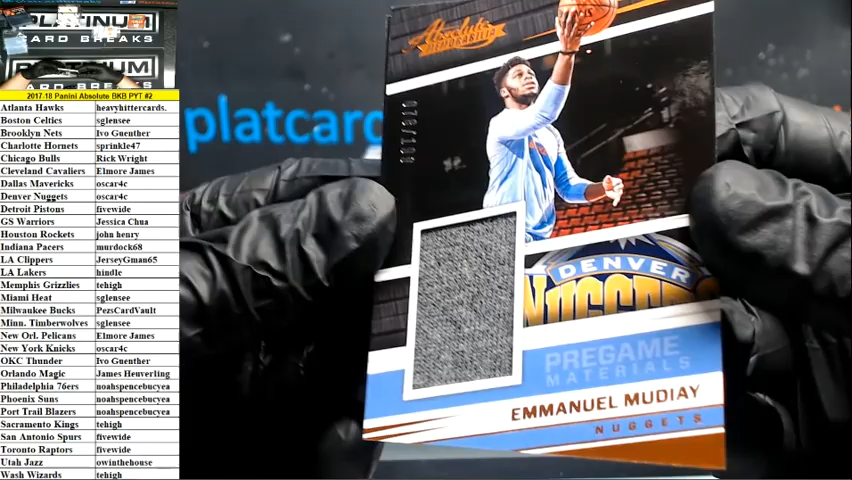 PLATINUM
CARD BREAKS
PLATINUM
CARD BREAKS
2017-18 Panini Absolute BKB PYT #2
Atlanta Hawks heavyhittercards.
Boston Celtics sglensee
Brooklyn Nets Ivo Guenther
Charlotte Hornets sprinkle47
Chicago Bulls Rick Wright
Cleveland Cavaliers Elmore James
Dallas Mavericks oscar4c
Denver Nuggets oscar4c
Detroit Pistons fivewide
GS Warriors Jessica Chua
Houston Rockets john henry
Indiana Pacers murdock68
LA Clippers JerseyGman65
LA Lakers hindle
Memphis Grizzlies tehigh
Miami Heat sglensee
Milwaukee Bucks PezsCardVault
Minn. Timberwolves sglensee
New Orl. Pelicans Elmore James
New York Knicks oscar4c
OKC Thunder Ivo Guenther
Orlando Magic James Heuverling
Philadelphia 76ers noahspencebucyea
Phoenix Suns noahspencebucyea
Port Trail Blazers noahspencebucyea
Sacramento Kings tehigh
San Antonio Spurs fivewide
Toronto Raptors fivewide
Utah Jazz owinthehouse
Wash Wizards tehigh
platcard
Absolute
MEMORABILIA
DENVER
NUGGETS
PREGAME
MATERIALS
EMMANUEL MUDIAY
NUGGETS